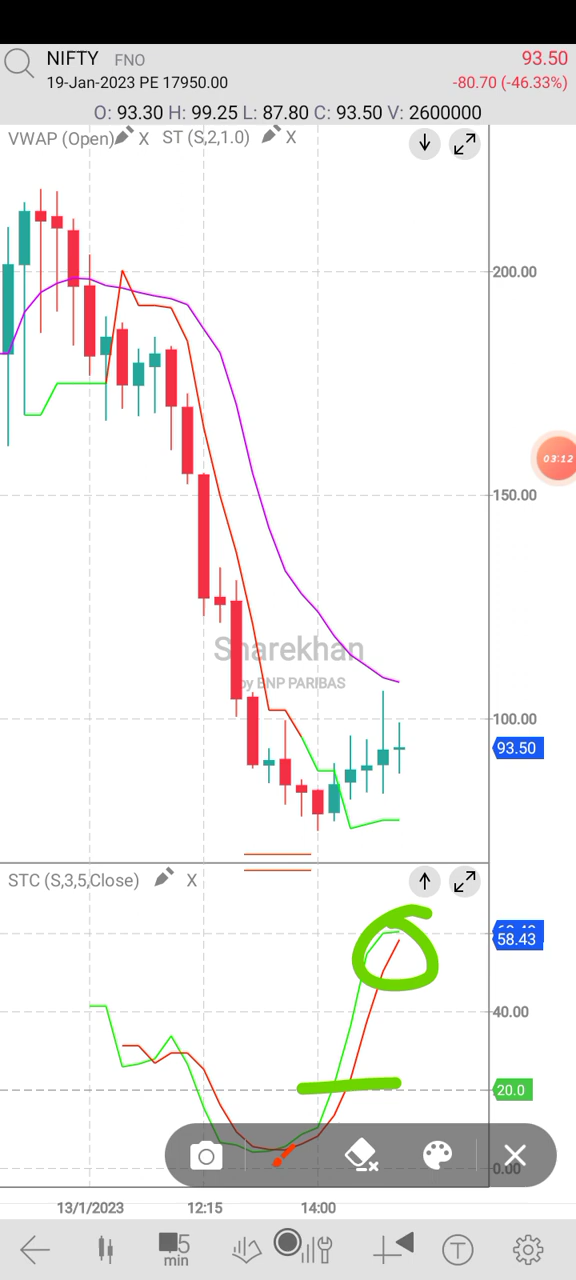 NIFTY FNO 93.50
19-Jan-2023 PE 17950.00 -80.70 (-46.33%)
O: 93.30 H: 99.25 L: 87.80 C: 93.50 V: 2600000
VWAP (Open) X ST (S,2,1.0) X
200.00
03:12
150.00
Sharekhan
by BNP PARIBAS
100.00
93.50
STC (S,3,5,Close) X
58.43
40.00
20.0
0.00
13/1/2023 12:15 14:00
5
min
T